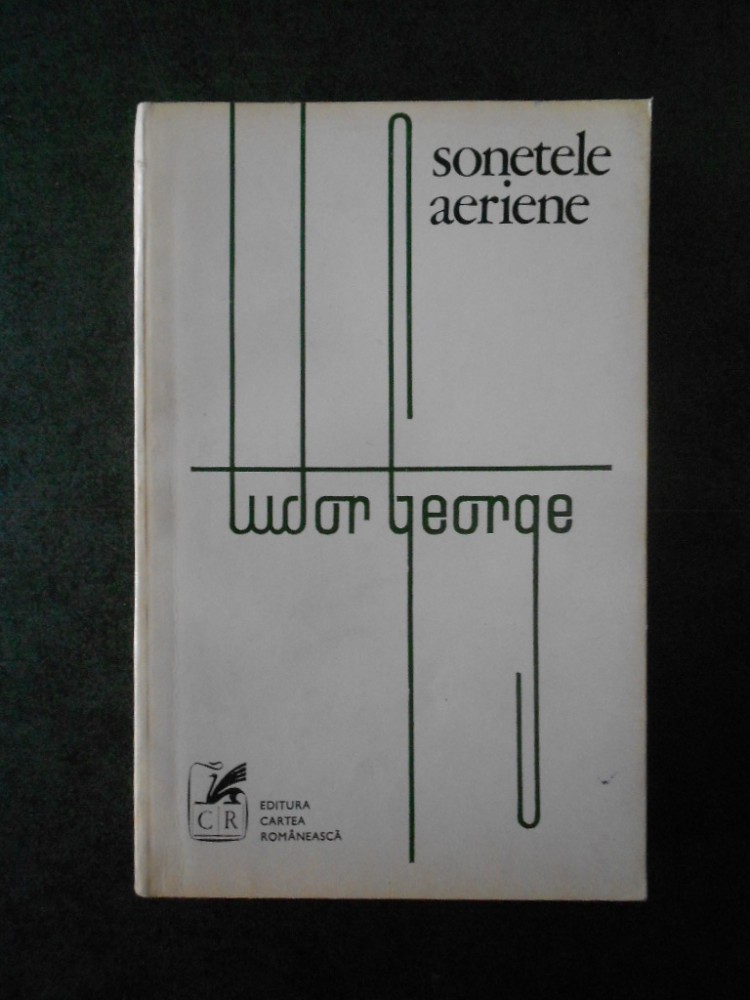 sonetele
aeriene
tudor george
CR
EDITURA
CARTEA
ROMÂNEASCĂ